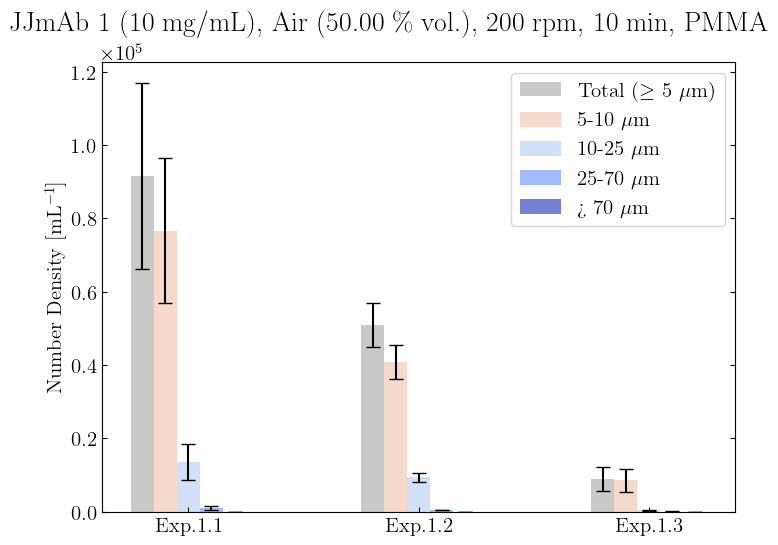 JJmAb 1 (10 mg/mL), Air (50.00 % vol.), 200 rpm, 10 min, PMMA
×10⁵
1.2
1.0
0.8
0.6
0.4
0.2
0.0
Number Density [mL⁻¹]
Total (≥ 5 μm)
5-10 μm
10-25 μm
25-70 μm
¿ 70 μm
Exp.1.1
Exp.1.2
Exp.1.3